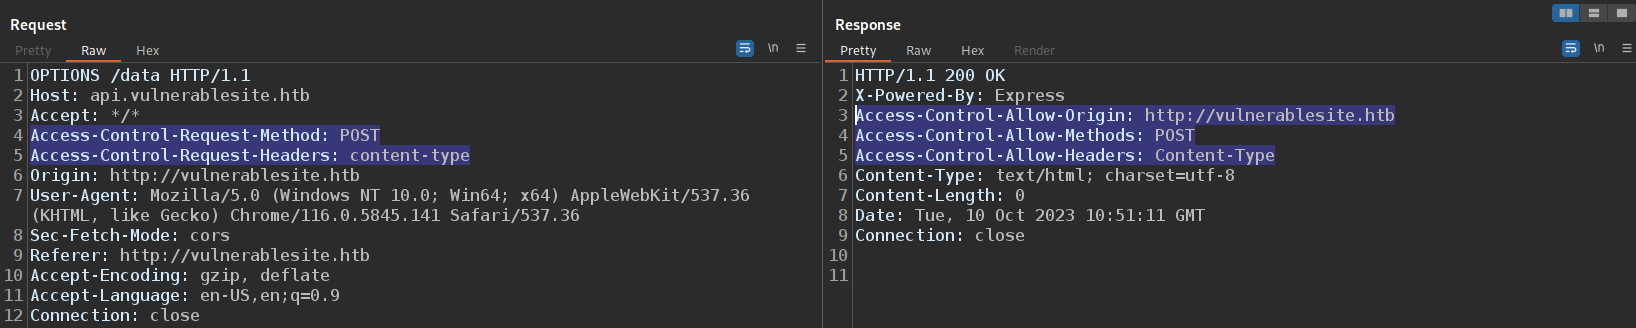 Request
Pretty Raw Hex
\n
1 OPTIONS /data HTTP/1.1
2 Host: api.vulnerablesite.htb
3 Accept: */*
4 Access-Control-Request-Method: POST
5 Access-Control-Request-Headers: content-type
6 Origin: http://vulnerablesite.htb
7 User-Agent: Mozilla/5.0 (Windows NT 10.0; Win64; x64) AppleWebKit/537.36
(KHTML, like Gecko) Chrome/116.0.5845.141 Safari/537.36
8 Sec-Fetch-Mode: cors
9 Referer: http://vulnerablesite.htb
10 Accept-Encoding: gzip, deflate
11 Accept-Language: en-US,en;q=0.9
12 Connection: close
Response
Pretty Raw Hex Render
\n
1 HTTP/1.1 200 OK
2 X-Powered-By: Express
3 Access-Control-Allow-Origin: http://vulnerablesite.htb
4 Access-Control-Allow-Methods: POST
5 Access-Control-Allow-Headers: Content-Type
6 Content-Type: text/html; charset=utf-8
7 Content-Length: 0
8 Date: Tue, 10 Oct 2023 10:51:11 GMT
9 Connection: close
10
11